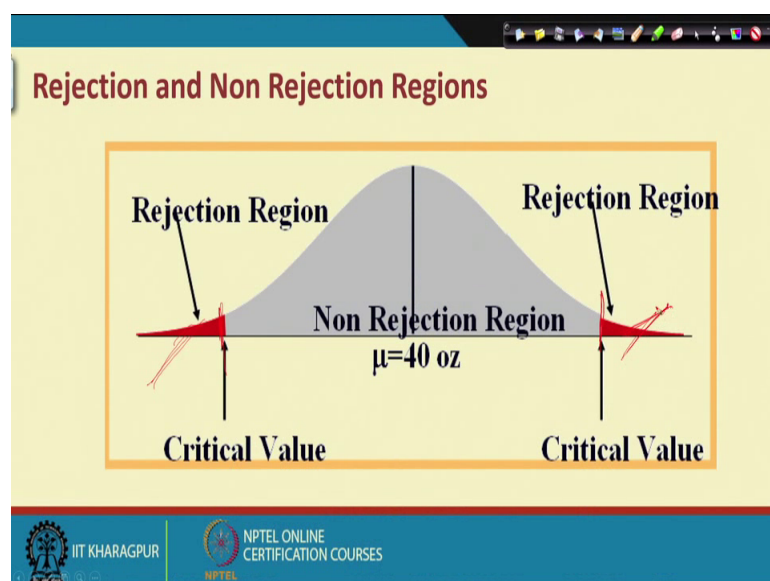 Rejection and Non Rejection Regions
Rejection Region
Rejection Region
Non Rejection Region
μ=40 oz
Critical Value
Critical Value
IIT KHARAGPUR
NPTEL ONLINE
CERTIFICATION COURSES
NPTEL